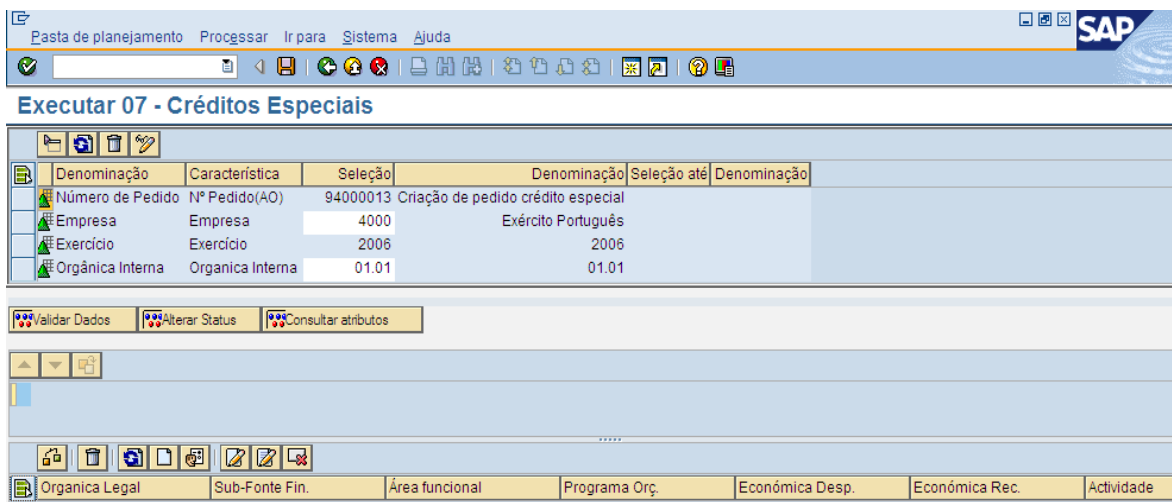 SAP
Pasta de planejamento Processar Ir para Sistema Ajuda
Executar 07 - Créditos Especiais
Denominação Característica Seleção Denominação Seleção até Denominação
Número de Pedido Nº Pedido(AO) 94000013 Criação de pedido crédito especial
Empresa Empresa 4000 Exército Português
Exercício Exercício 2006 2006
Orgânica Interna Organica Interna 01.01 01.01
Validar Dados Alterar Status Consultar atributos
Organica Legal Sub-Fonte Fin. Área funcional Programa Orç. Económica Desp. Económica Rec. Actividade